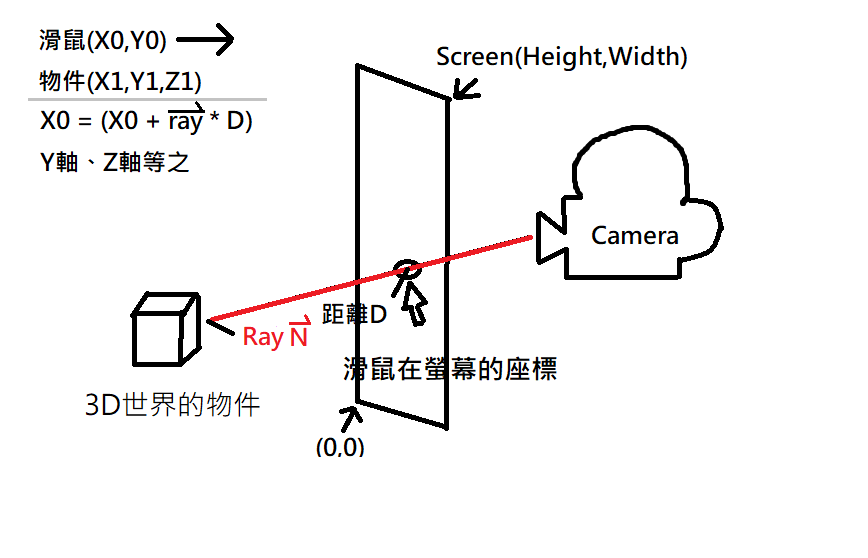 滑鼠(X0,Y0)
物件(X1,Y1,Z1)
X0 = (X0 + ray * D)
Y軸、Z軸等之
Screen(Height,Width)
Camera
距離D
Ray N
滑鼠在螢幕的座標
3D世界的物件
(0,0)